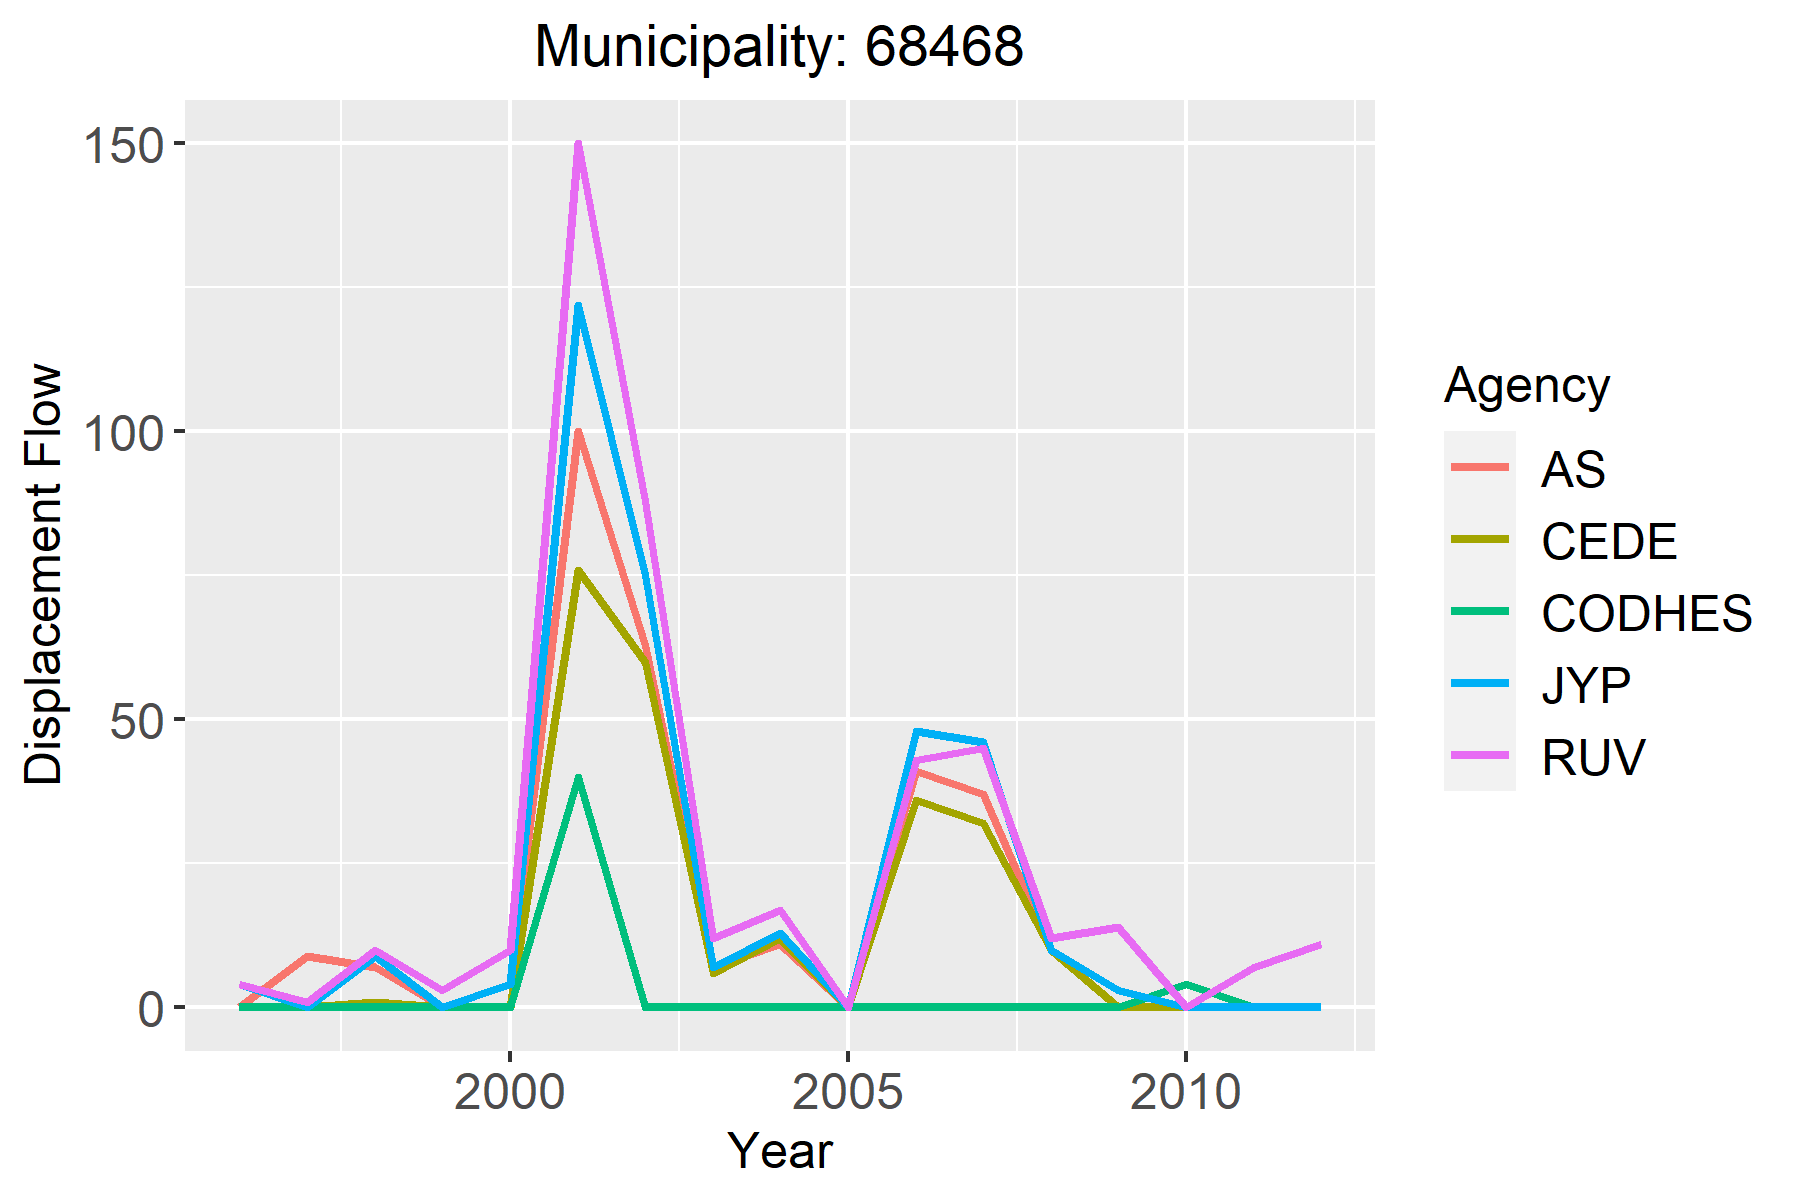 Municipality: 68468
150
100
50
0
Displacement Flow
2000 2005 2010
Year
Agency
AS
CEDE
CODHES
JYP
RUV